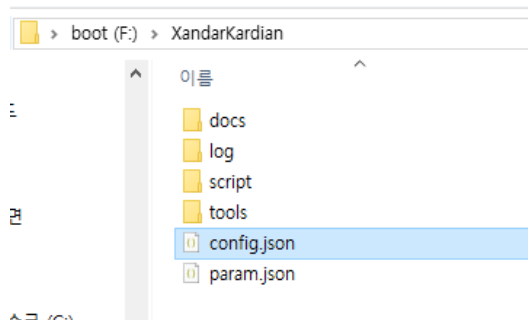 boot (F:) > XandarKardian
이름
docs
log
script
tools
config.json
param.json